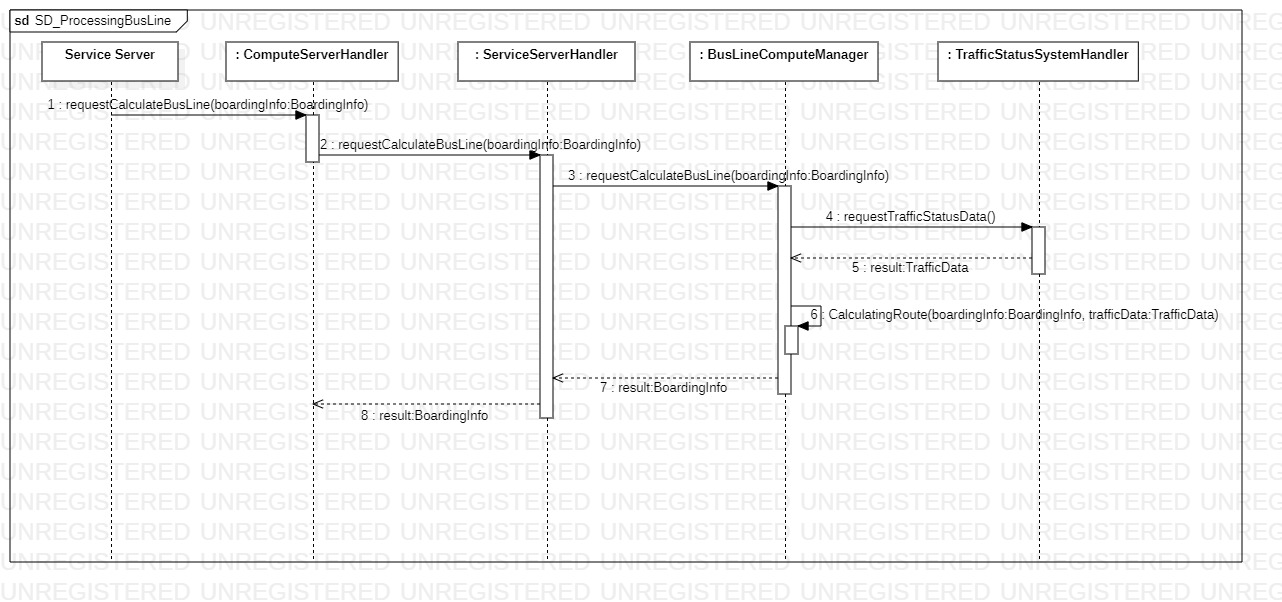 sd SD_ProcessingBusLine
Service Server
: ComputeServerHandler
: ServiceServerHandler
: BusLineComputeManager
: TrafficStatusSystemHandler
1 : requestCalculateBusLine(boardingInfo:BoardingInfo)
2 : requestCalculateBusLine(boardingInfo:BoardingInfo)
3 : requestCalculateBusLine(boardingInfo:BoardingInfo)
4 : requestTrafficStatusData()
5 : result:TrafficData
6 : CalculatingRoute(boardingInfo:BoardingInfo, trafficData:TrafficData)
7 : result:BoardingInfo
8 : result:BoardingInfo
UNREGISTERED